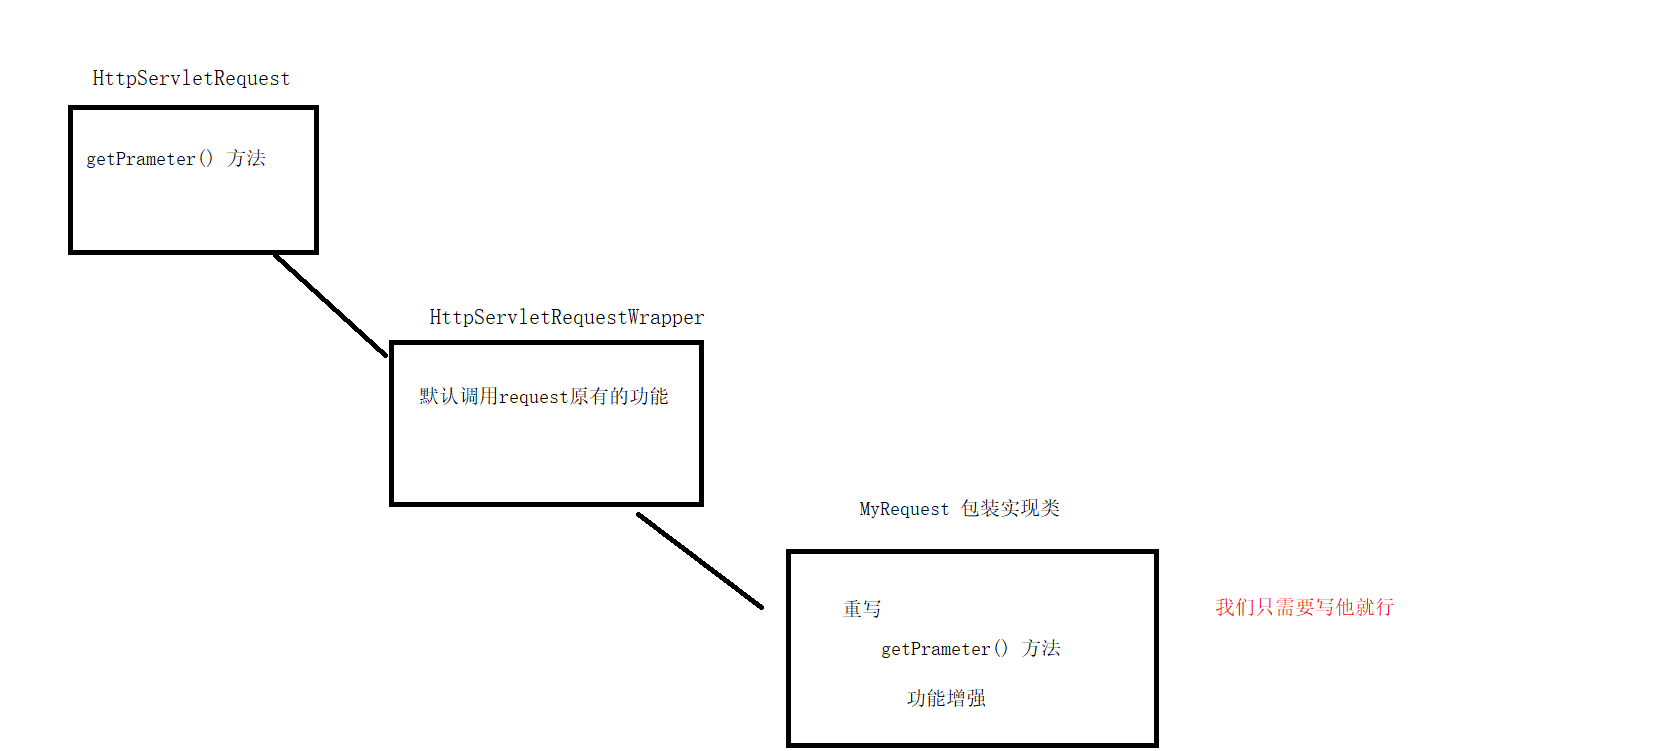 HttpServletRequest
getPrameter() 方法
HttpServletRequestWrapper
默认调用request原有的功能
MyRequest 包装实现类
重写
我们只需要写他就行
getPrameter() 方法
功能增强